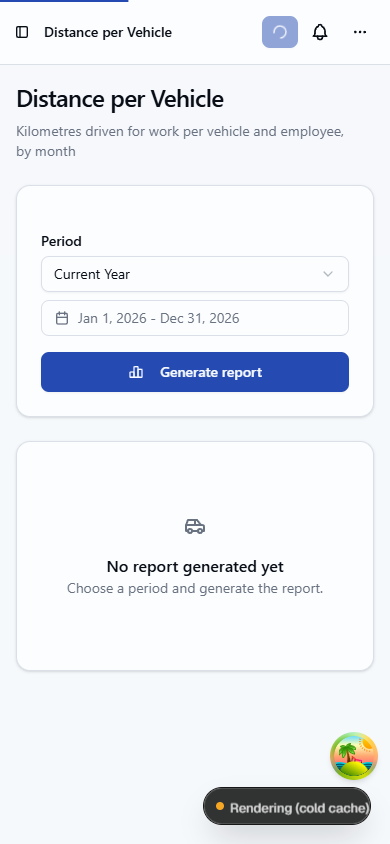 Distance per Vehicle
Distance per Vehicle
Kilometres driven for work per vehicle and employee,
by month
Period
Current Year
Jan 1, 2026 - Dec 31, 2026
Generate report
No report generated yet
Choose a period and generate the report.
Rendering (cold cache)